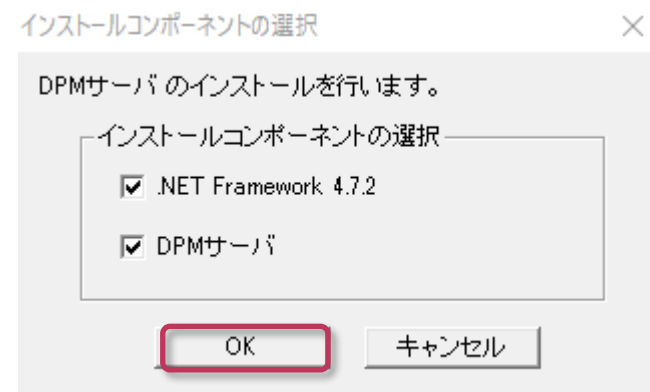 インストールコンポーネントの選択
DPMサーバ のインストールを行います。
インストールコンポーネントの選択
.NET Framework 4.7.2
DPMサーバ
OK
キャンセル